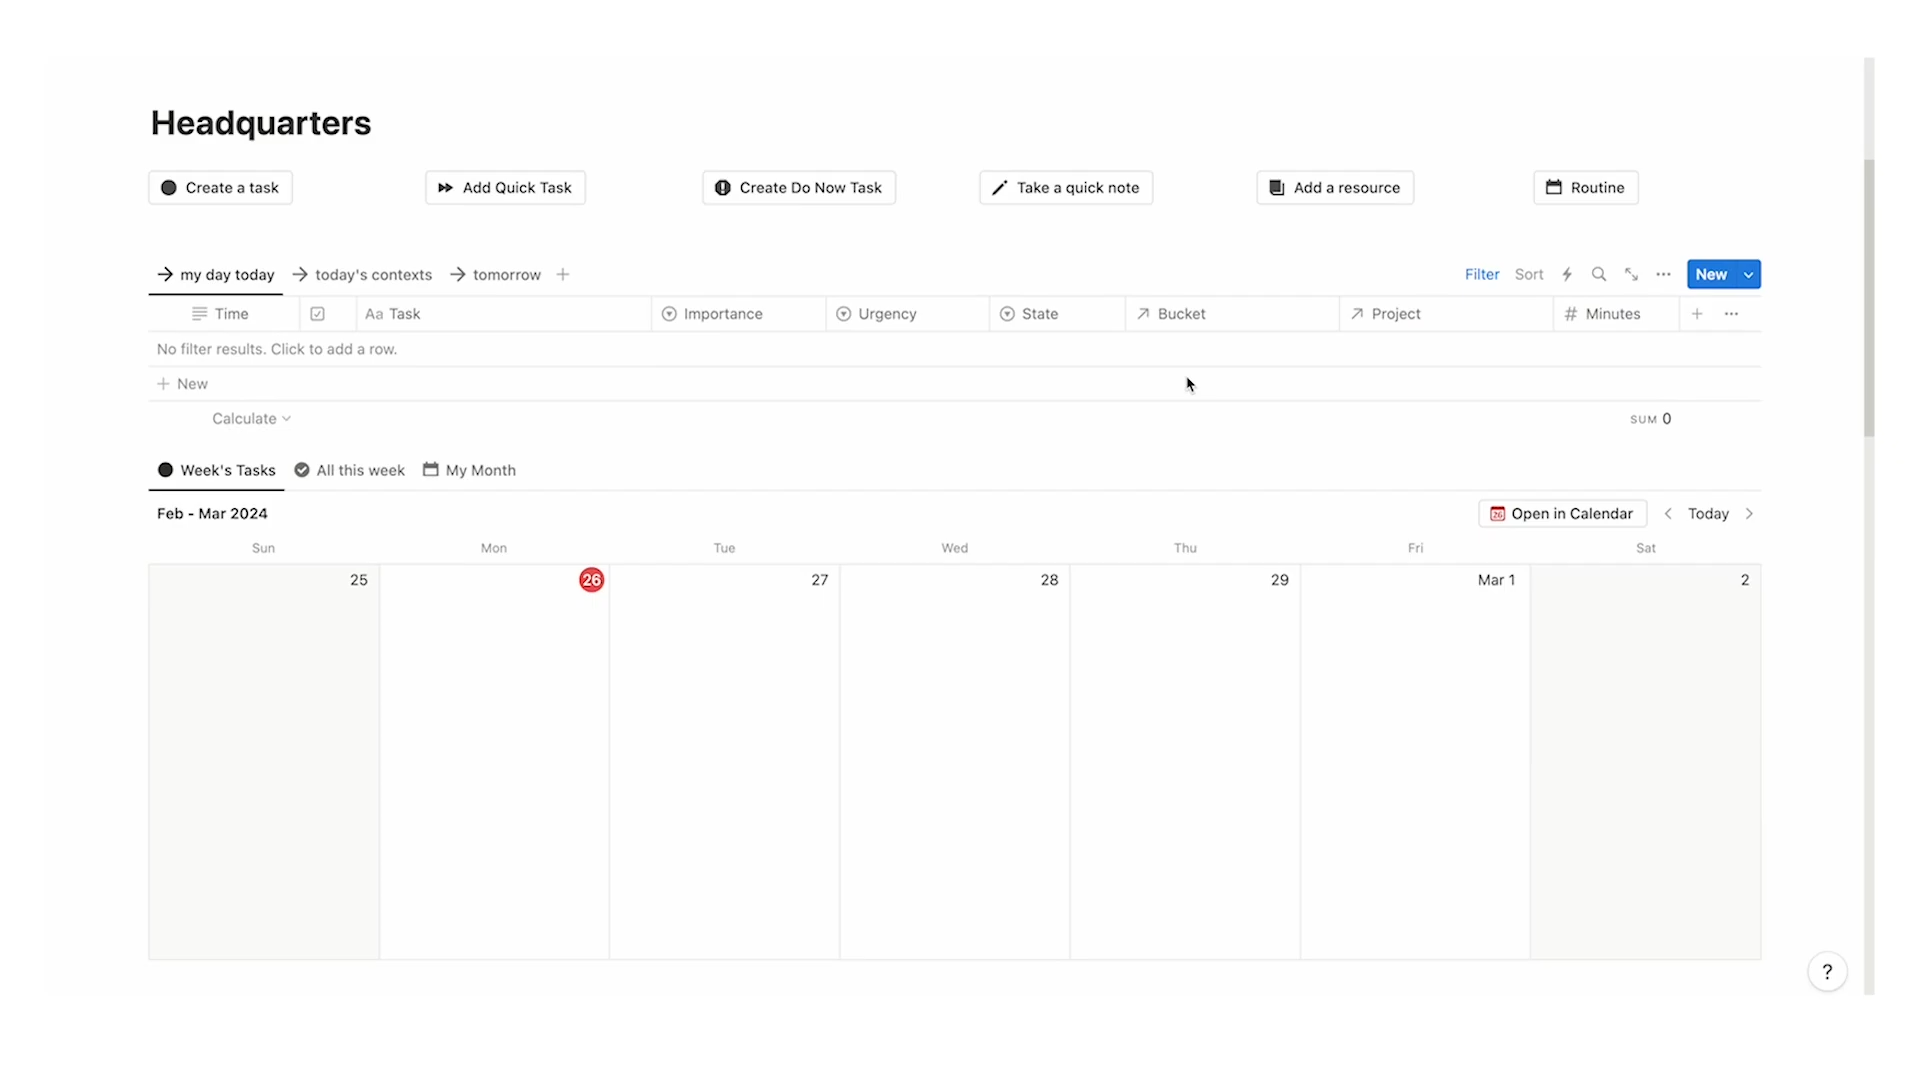 Headquarters
Create a task Add Quick Task Create Do Now Task Take a quick note Add a resource Routine
my day today today's contexts tomorrow Filter Sort New
Time Aa Task Importance Urgency State Bucket Project # Minutes
No filter results. Click to add a row.
New
Calculate SUM 0
Week's Tasks All this week My Month
Feb - Mar 2024 26 Open in Calendar Today
Sun Mon Tue Wed Thu Fri Sat
25 26 27 28 29 Mar 1 2
?